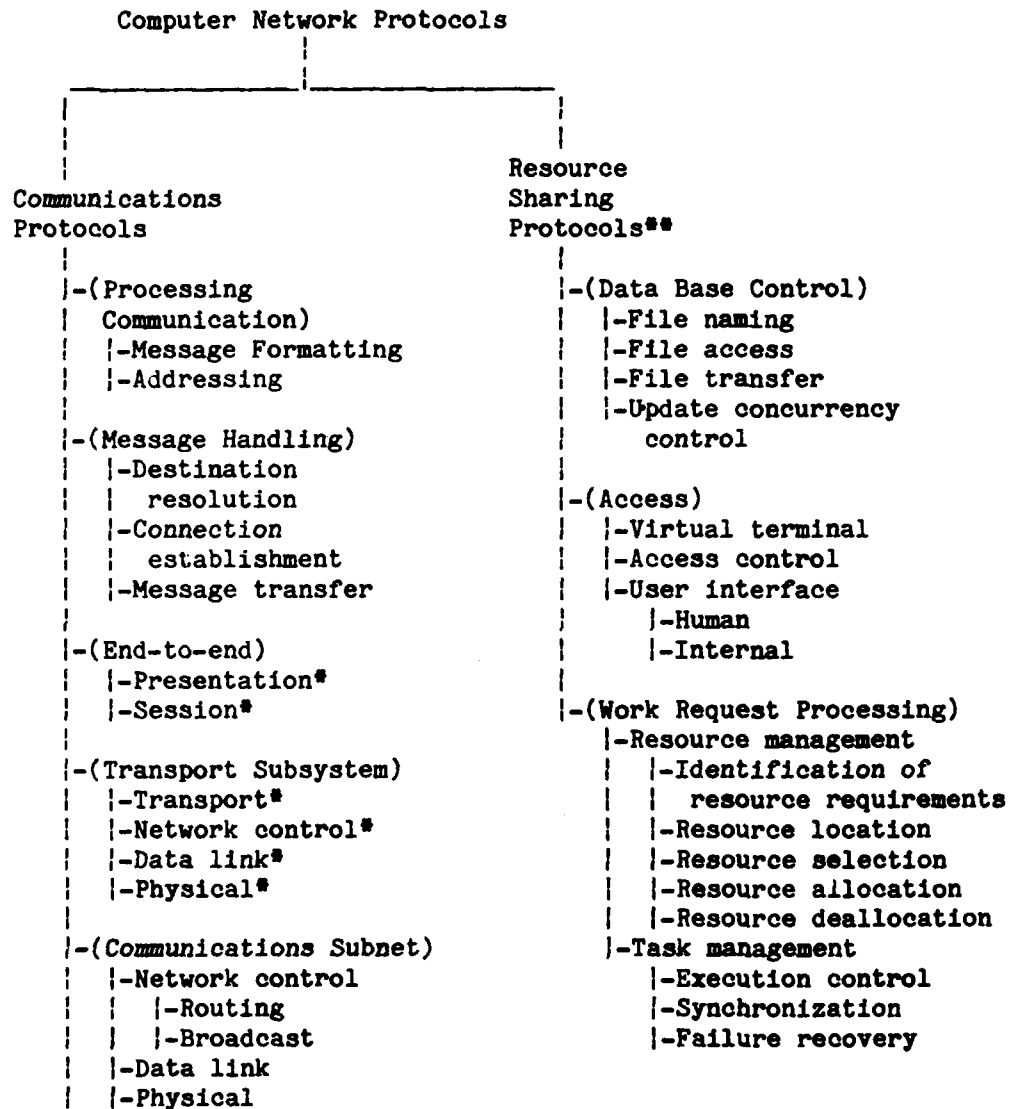 Computer Network Protocols
Communications
Protocols
|-(Processing
Communication)
|-Message Formatting
|-Addressing
|-(Message Handling)
|-Destination
resolution
|-Connection
establishment
|-Message transfer
|-(End-to-end)
|-Presentation*
|-Session*
|-(Transport Subsystem)
|-Transport*
|-Network control*
|-Data link*
|-Physical*
|-(Communications Subnet)
|-Network control
|-Routing
|-Broadcast
|-Data link
|-Physical
Resource
Sharing
Protocols**
|-(Data Base Control)
|-File naming
|-File access
|-File transfer
|-Update concurrency
control
|-(Access)
|-Virtual terminal
|-Access control
|-User interface
|-Human
|-Internal
|-(Work Request Processing)
|-Resource management
|-Identification of
resource requirements
|-Resource location
|-Resource selection
|-Resource allocation
|-Resource deallocation
|-Task management
|-Execution control
|-Synchronization
|-Failure recovery